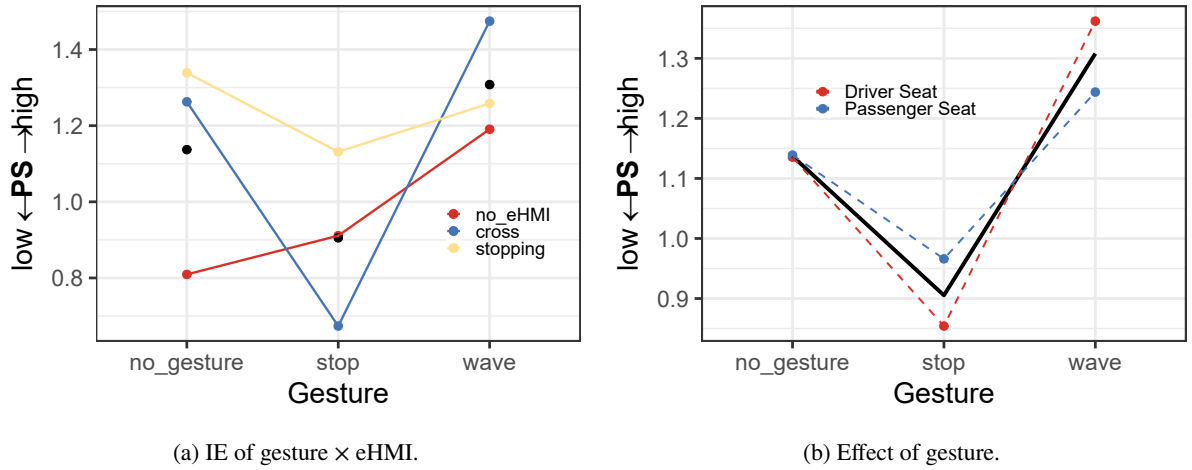 1.4
1.2
1.0
0.8
low ←PS→high
no_eHMI
cross
stopping
no_gesture stop wave
Gesture
(a) IE of gesture × eHMI.
1.3
1.2
1.1
1.0
0.9
low ←PS→high
Driver Seat
Passenger Seat
no_gesture stop wave
Gesture
(b) Effect of gesture.